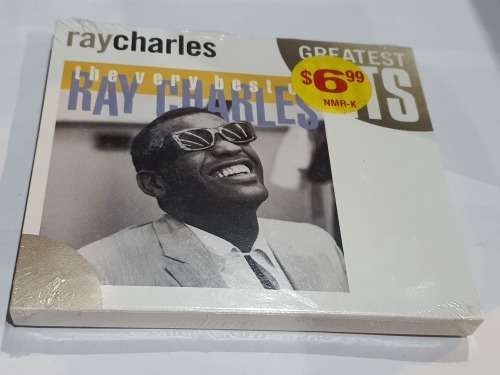 raycharles
GREATEST
$6.99
NMR-K
TS
the very best
RAY CHARLES